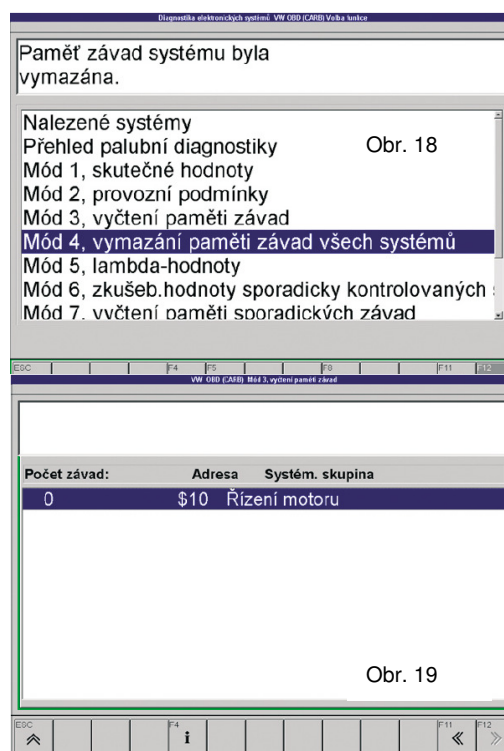 Diagnostika elektronických systémů VW OBD (CARB) Volba funkce
Paměť závad systému byla
vymazána.
Nalezené systémy
Přehled palubní diagnostiky
Obr. 18
Mód 1, skutečné hodnoty
Mód 2, provozní podmínky
Mód 3, vyčtení paměti závad
Mód 4, vymazání paměti závad všech systémů
Mód 5, lambda-hodnoty
Mód 6, zkušeb.hodnoty sporadicky kontrolovaných
Mód 7, vyčtení paměti sporadických závad
ESC F4 F5 F8 F11 F12
VW OBD (CARB) Mód 3, vyčtení paměti závad
Počet závad: Adresa Systém. skupina
0 $10 Řízení motoru
Obr. 19
ESC F4 i F11 F12